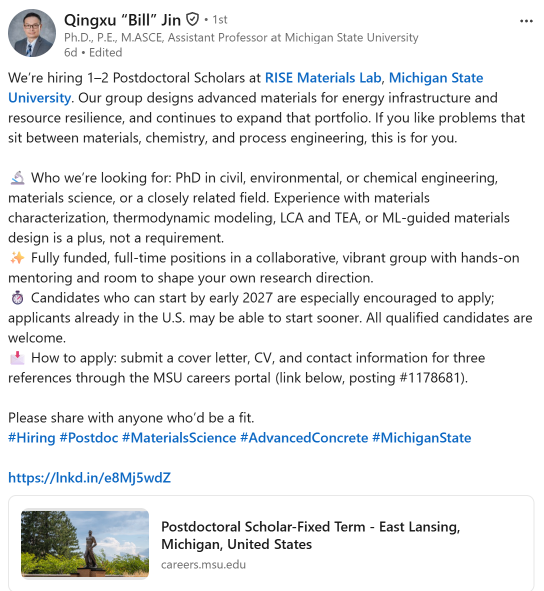 Qingxu “Bill” Jin • 1st
Ph.D., P.E., M.ASCE, Assistant Professor at Michigan State University
6d • Edited
We’re hiring 1–2 Postdoctoral Scholars at RISE Materials Lab, Michigan State
University. Our group designs advanced materials for energy infrastructure and
resource resilience, and continues to expand that portfolio. If you like problems that
sit between materials, chemistry, and process engineering, this is for you.
🔬 Who we’re looking for: PhD in civil, environmental, or chemical engineering,
materials science, or a closely related field. Experience with materials
characterization, thermodynamic modeling, LCA and TEA, or ML-guided materials
design is a plus, not a requirement.
✨ Fully funded, full-time positions in a collaborative, vibrant group with hands-on
mentoring and room to shape your own research direction.
⏱️ Candidates who can start by early 2027 are especially encouraged to apply;
applicants already in the U.S. may be able to start sooner. All qualified candidates are
welcome.
📩 How to apply: submit a cover letter, CV, and contact information for three
references through the MSU careers portal (link below, posting #1178681).
Please share with anyone who’d be a fit.
#Hiring #Postdoc #MaterialsScience #AdvancedConcrete #MichiganState
https://lnkd.in/e8Mj5wdZ
Postdoctoral Scholar-Fixed Term - East Lansing,
Michigan, United States
careers.msu.edu